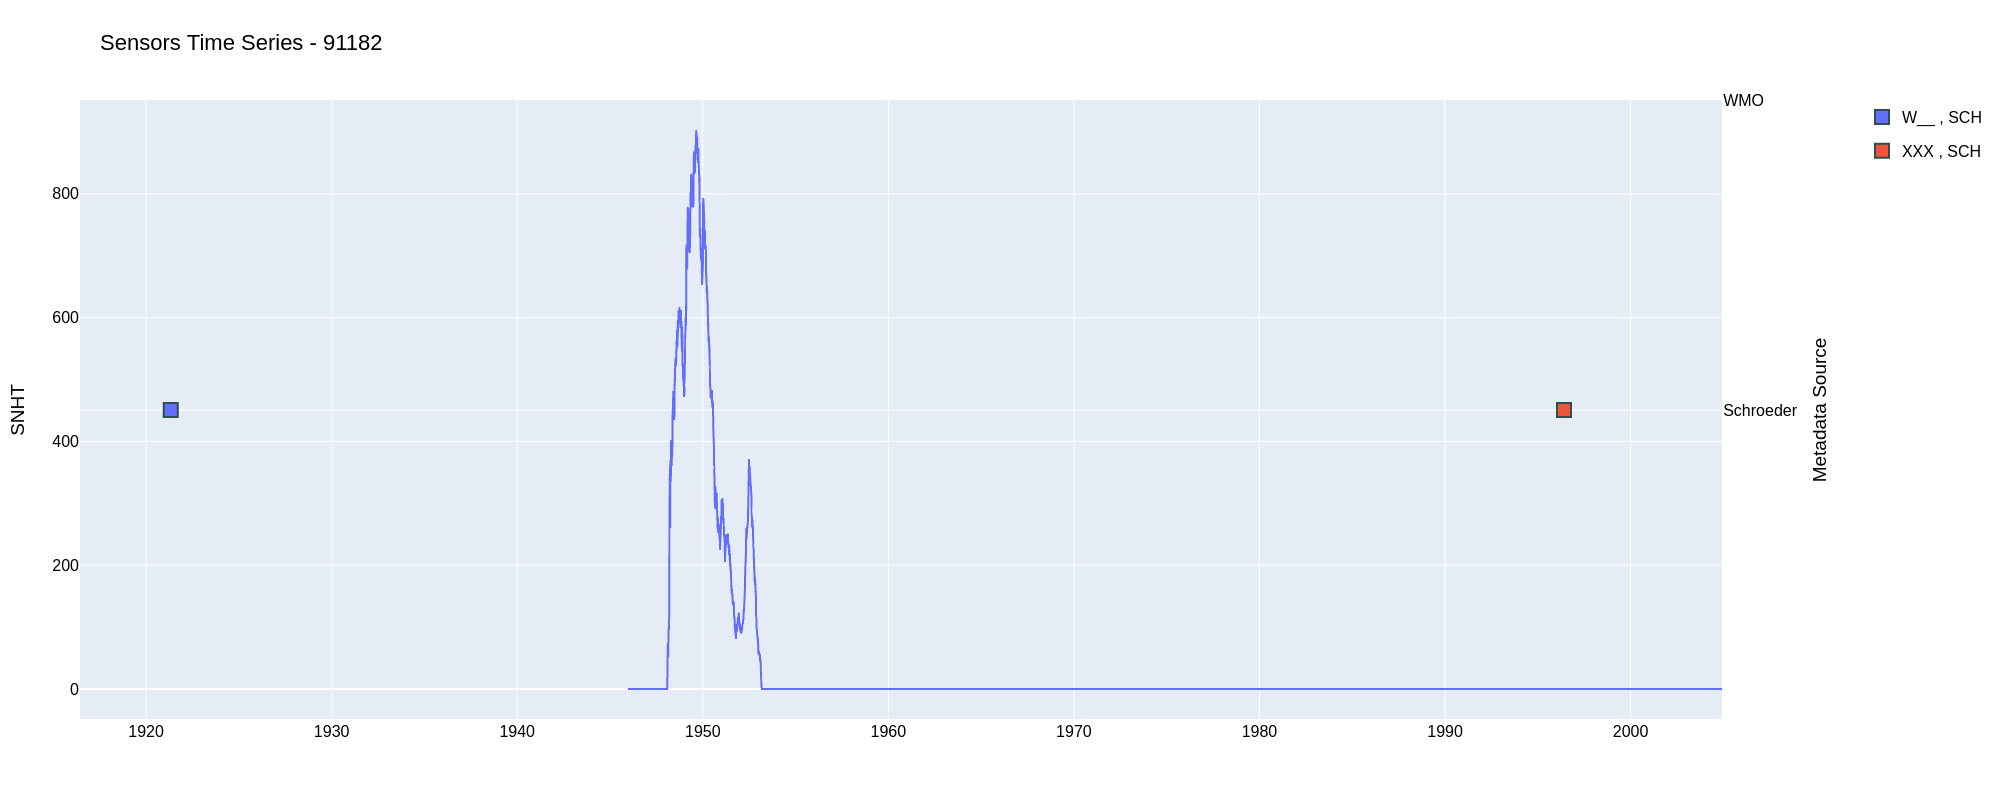 Sensors Time Series - 91182
WMO
W__ , SCH
XXX , SCH
800
600
400
200
0
SNHT
Schroeder
Metadata Source
1920
1930
1940
1950
1960
1970
1980
1990
2000